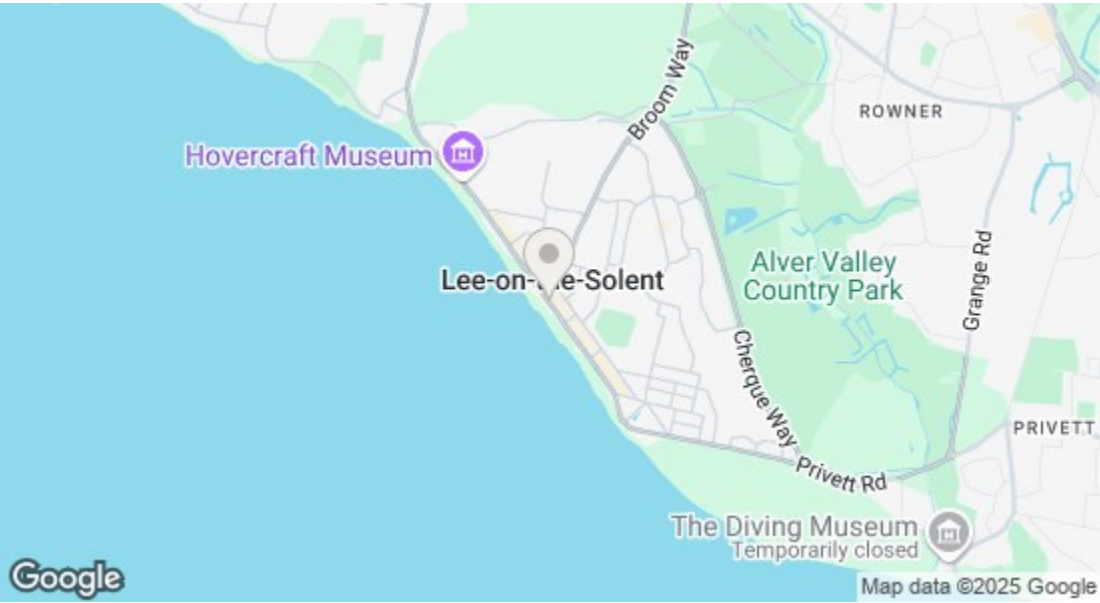 Broom Way
ROWNER
Hovercraft Museum
Lee-on-the-Solent
Alver Valley
Country Park
Grange Rd
Cherque Way
PRIVETT
Privett Rd
The Diving Museum
Temporarily closed
Google
Map data ©2025 Google